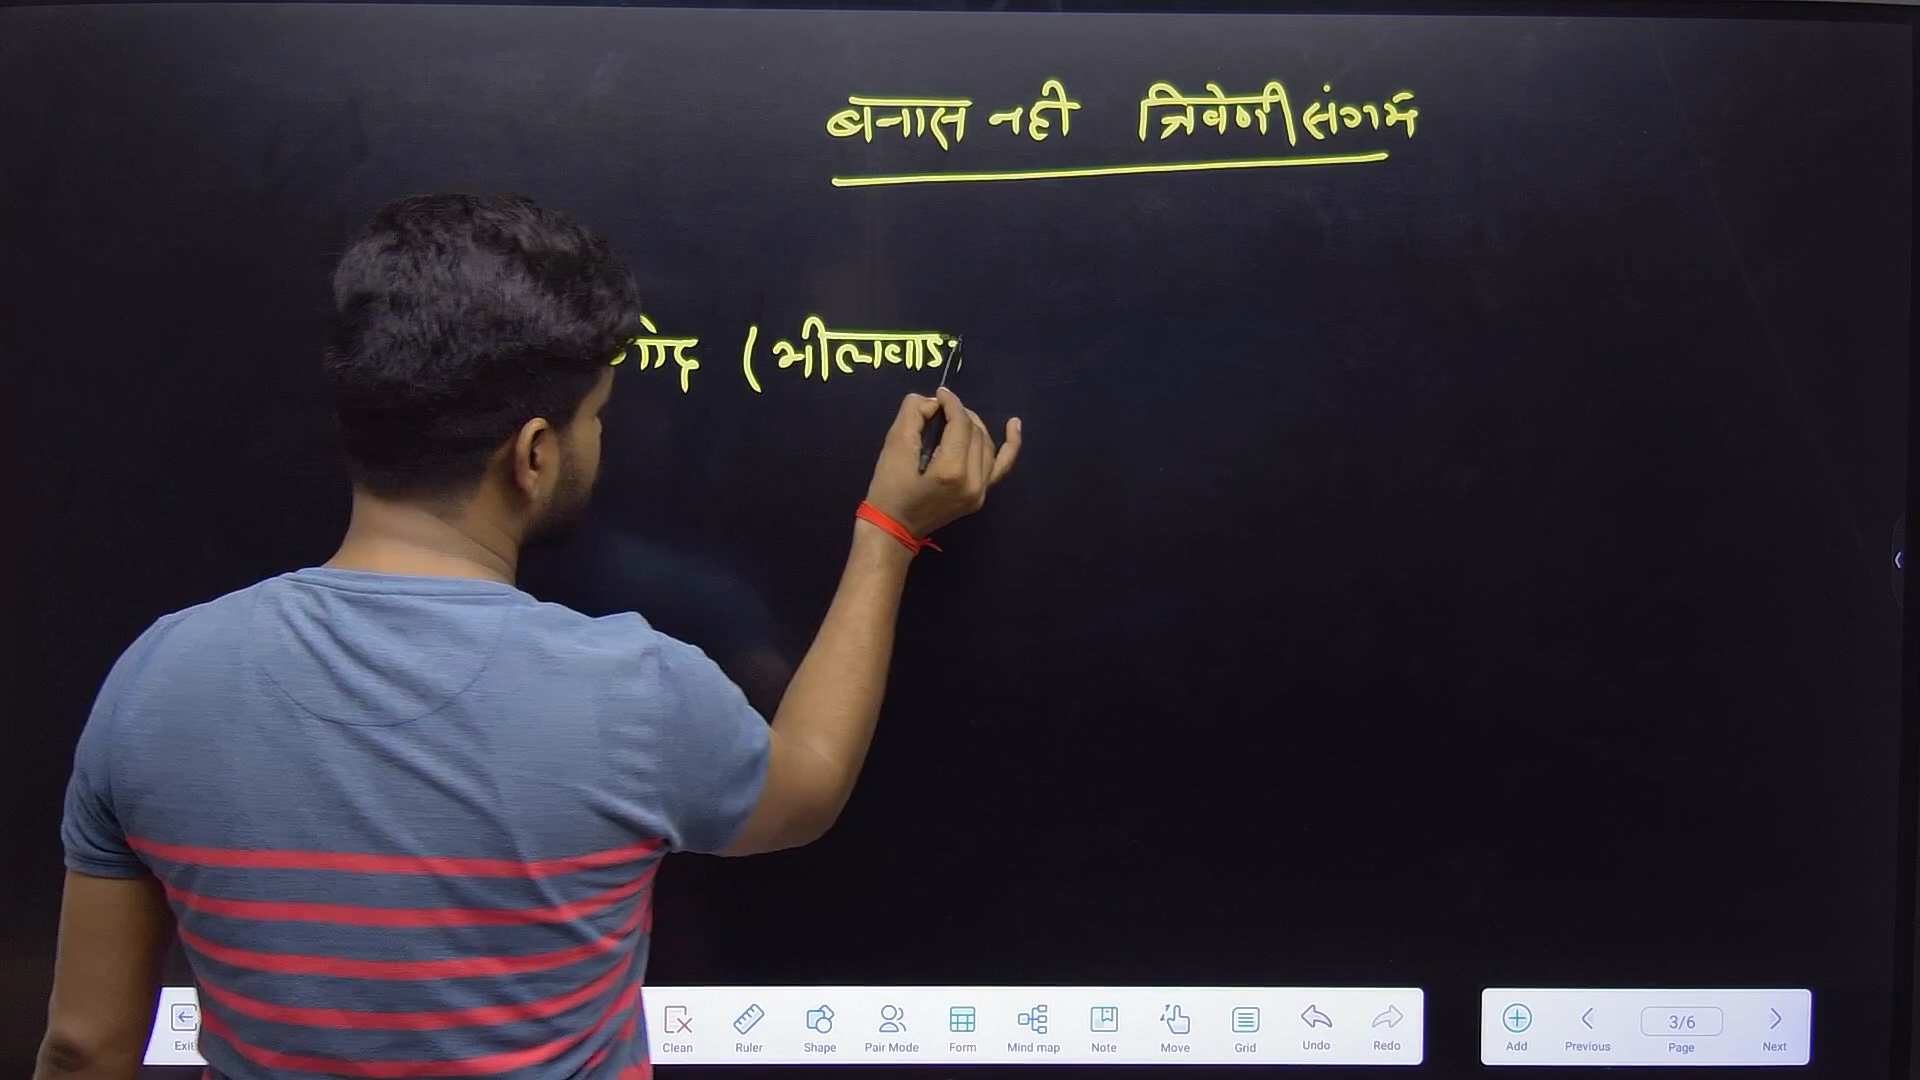 बनास नदी त्रिवेणी संगम
(भीलवाड़ा
Exit Clean Ruler Shape Pair Mode Form Mind map Note Move Grid Undo Redo Add Previous 3/6 Page Next